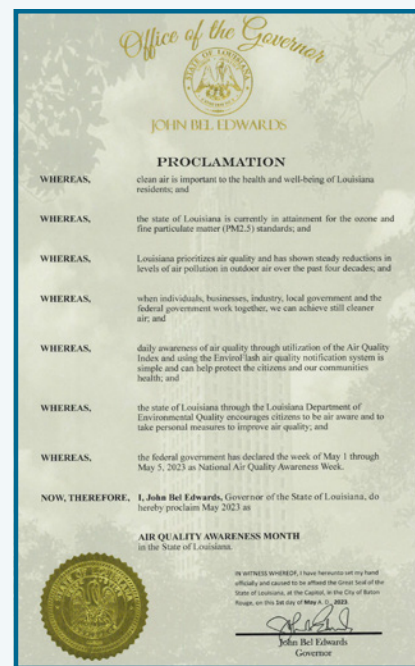 Office of the Governor
STATE OF LOUISIANA
JOHN BEL EDWARDS
PROCLAMATION
WHEREAS, clean air is important to the health and well-being of Louisiana
residents; and
WHEREAS, the state of Louisiana is currently in attainment for the ozone and
fine particulate matter (PM2.5) standards; and
WHEREAS, Louisiana prioritizes air quality and has shown steady reductions in
levels of air pollution in outdoor air over the past four decades; and
WHEREAS, when individuals, businesses, industry, local government and the
federal government work together, we can achieve still cleaner
air; and
WHEREAS, daily awareness of air quality through utilization of the Air Quality
Index and using the EnviroFlash air quality notification system is
simple and can help protect the citizens and our communities
health; and
WHEREAS, the state of Louisiana through the Louisiana Department of
Environmental Quality encourages citizens to be air aware and to
take personal measures to improve air quality; and
WHEREAS, the federal government has declared the week of May 1 through
May 5, 2023 as National Air Quality Awareness Week.
NOW, THEREFORE, I, John Bel Edwards, Governor of the State of Louisiana, do
hereby proclaim May 2023 as
AIR QUALITY AWARENESS MONTH
in the State of Louisiana.
IN WITNESS WHEREOF, I have hereunto set my hand
officially and caused to be affixed the Great Seal of the
State of Louisiana, at the Capitol, in the City of Baton
Rouge, on this 1st day of May A. D., 2023.
John Bel Edwards
Governor